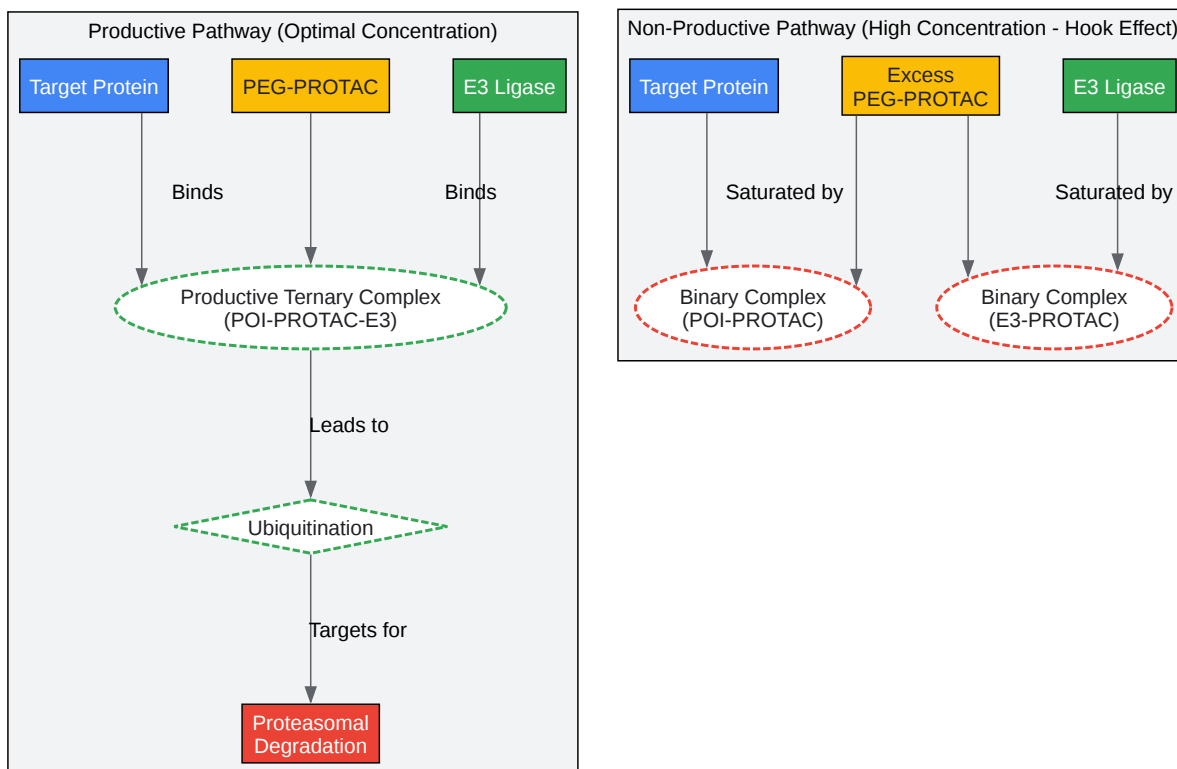 Productive Pathway (Optimal Concentration)
Target Protein
PEG-PROTAC
E3 Ligase
Binds
Binds
Productive Ternary Complex
(POI-PROTAC-E3)
Leads to
Ubiquitination
Targets for
Proteasomal
Degradation
Non-Productive Pathway (High Concentration - Hook Effect)
Target Protein
Excess
PEG-PROTAC
E3 Ligase
Saturated by
Saturated by
Binary Complex
(POI-PROTAC)
Binary Complex
(E3-PROTAC)